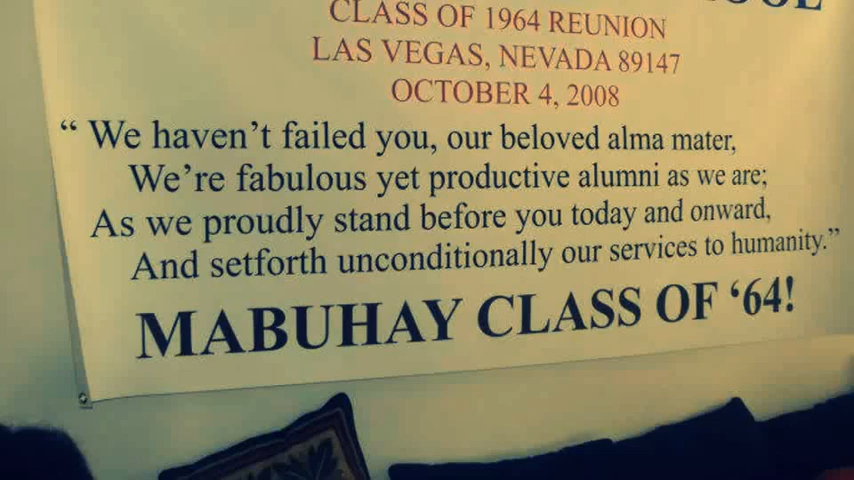 CLASS OF 1964 REUNION
LAS VEGAS, NEVADA 89147
OCTOBER 4, 2008
“ We haven’t failed you, our beloved alma mater,
We’re fabulous yet productive alumni as we are;
As we proudly stand before you today and onward,
And setforth unconditionally our services to humanity.”
MABUHAY CLASS OF ‘64!